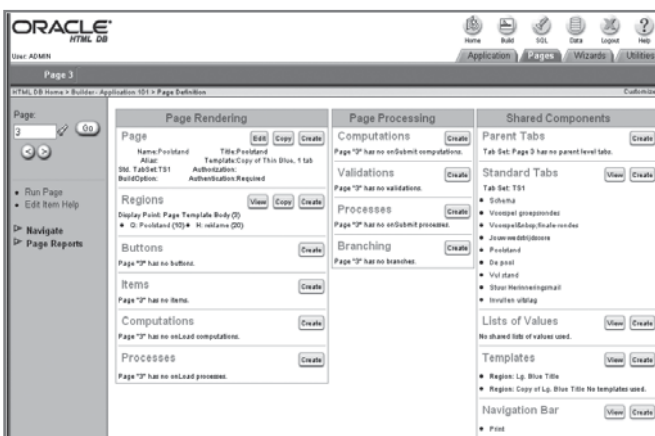 ORACLE
HTML DB
User: ADMIN
Home Build SQL Data Logout Help
Application Pages Wizards Utilities
Page 3
HTML DB Home > Builder - Application 101 > Page Definition
Customize
Page:
3
Go
Run Page
Edit Item Help
Navigate
Page Reports
Page Rendering
Page
Edit Copy Create
Name: Poolstand Title: Poolstand
Alias: Template: Copy of Thin Blue, 1 tab
Std. TabSet: TS1 Authorization:
BuildOption: Authentication: Required
Regions
View Copy Create
Display Point: Page Template Body (3)
Q: Poolstand (10) H: reklame (20)
Buttons
Create
Page "3" has no buttons.
Items
Create
Page "3" has no items.
Computations
Create
Page "3" has no onLoad computations.
Processes
Create
Page "3" has no onLoad processes.
Page Processing
Computations
Create
Page "3" has no onSubmit computations.
Validations
Create
Page "3" has no validations.
Processes
Create
Page "3" has no onSubmit processes.
Branching
Create
Page "3" has no branches.
Shared Components
Parent Tabs
Create
Tab Set: Page 3 has no parent level tabs.
Standard Tabs
View Create
Tab Set: TS1
Schema
Voorspel groepsrondes
Voorspel&nbsp;finale-rondes
Jouw-wedstrijdscore
Poolstand
De pool
Vul stand
Stuur Herinneringsmail
Invullen uitslag
Lists of Values
View Create
No shared lists of values used.
Templates
View Create
Region: Lg. Blue Title
Region: Copy of Lg. Blue Title No templates used.
Navigation Bar
View Create
Print